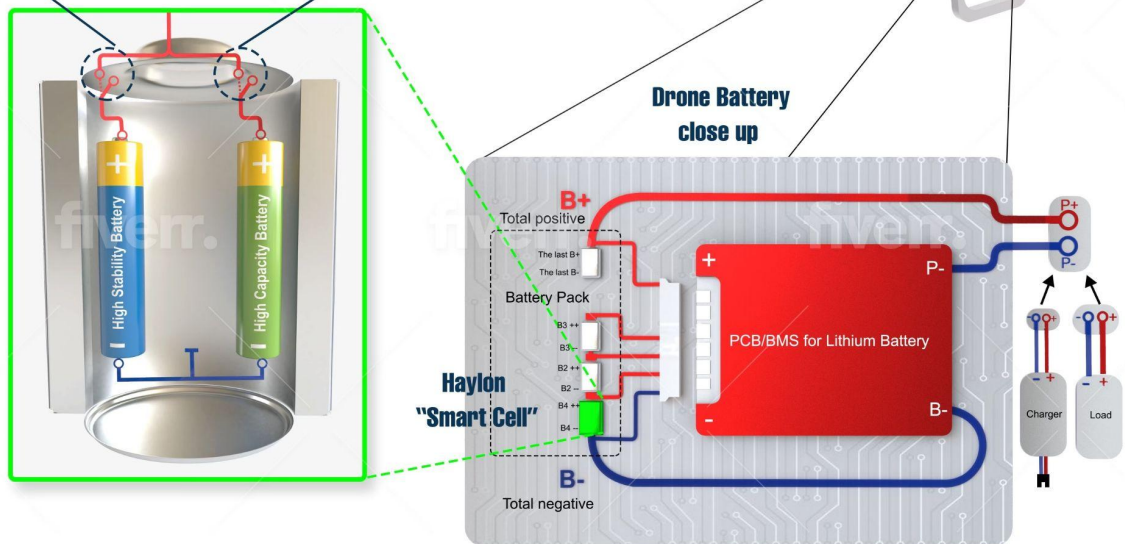 Drone Battery
close up
+
High Stability Battery
-
+
High Capacity Battery
-
B+
Total positive
The last B+
The last B-
Battery Pack
B3 ++
B3 --
B2 ++
B2 --
B4 ++
B4 --
Haylon
"Smart Cell"
B-
Total negative
+
P-
PCB/BMS for Lithium Battery
B-
-
P+
P-
- +
- +
Charger
- +
- +
Load
fiverr.
fiverr.
fiverr.